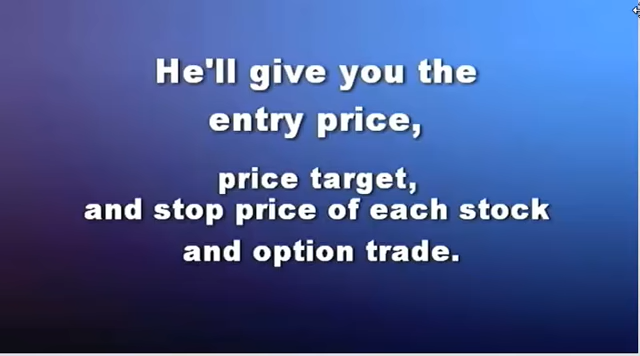 He'll give you the
entry price,
price target,
and stop price of each stock
and option trade.